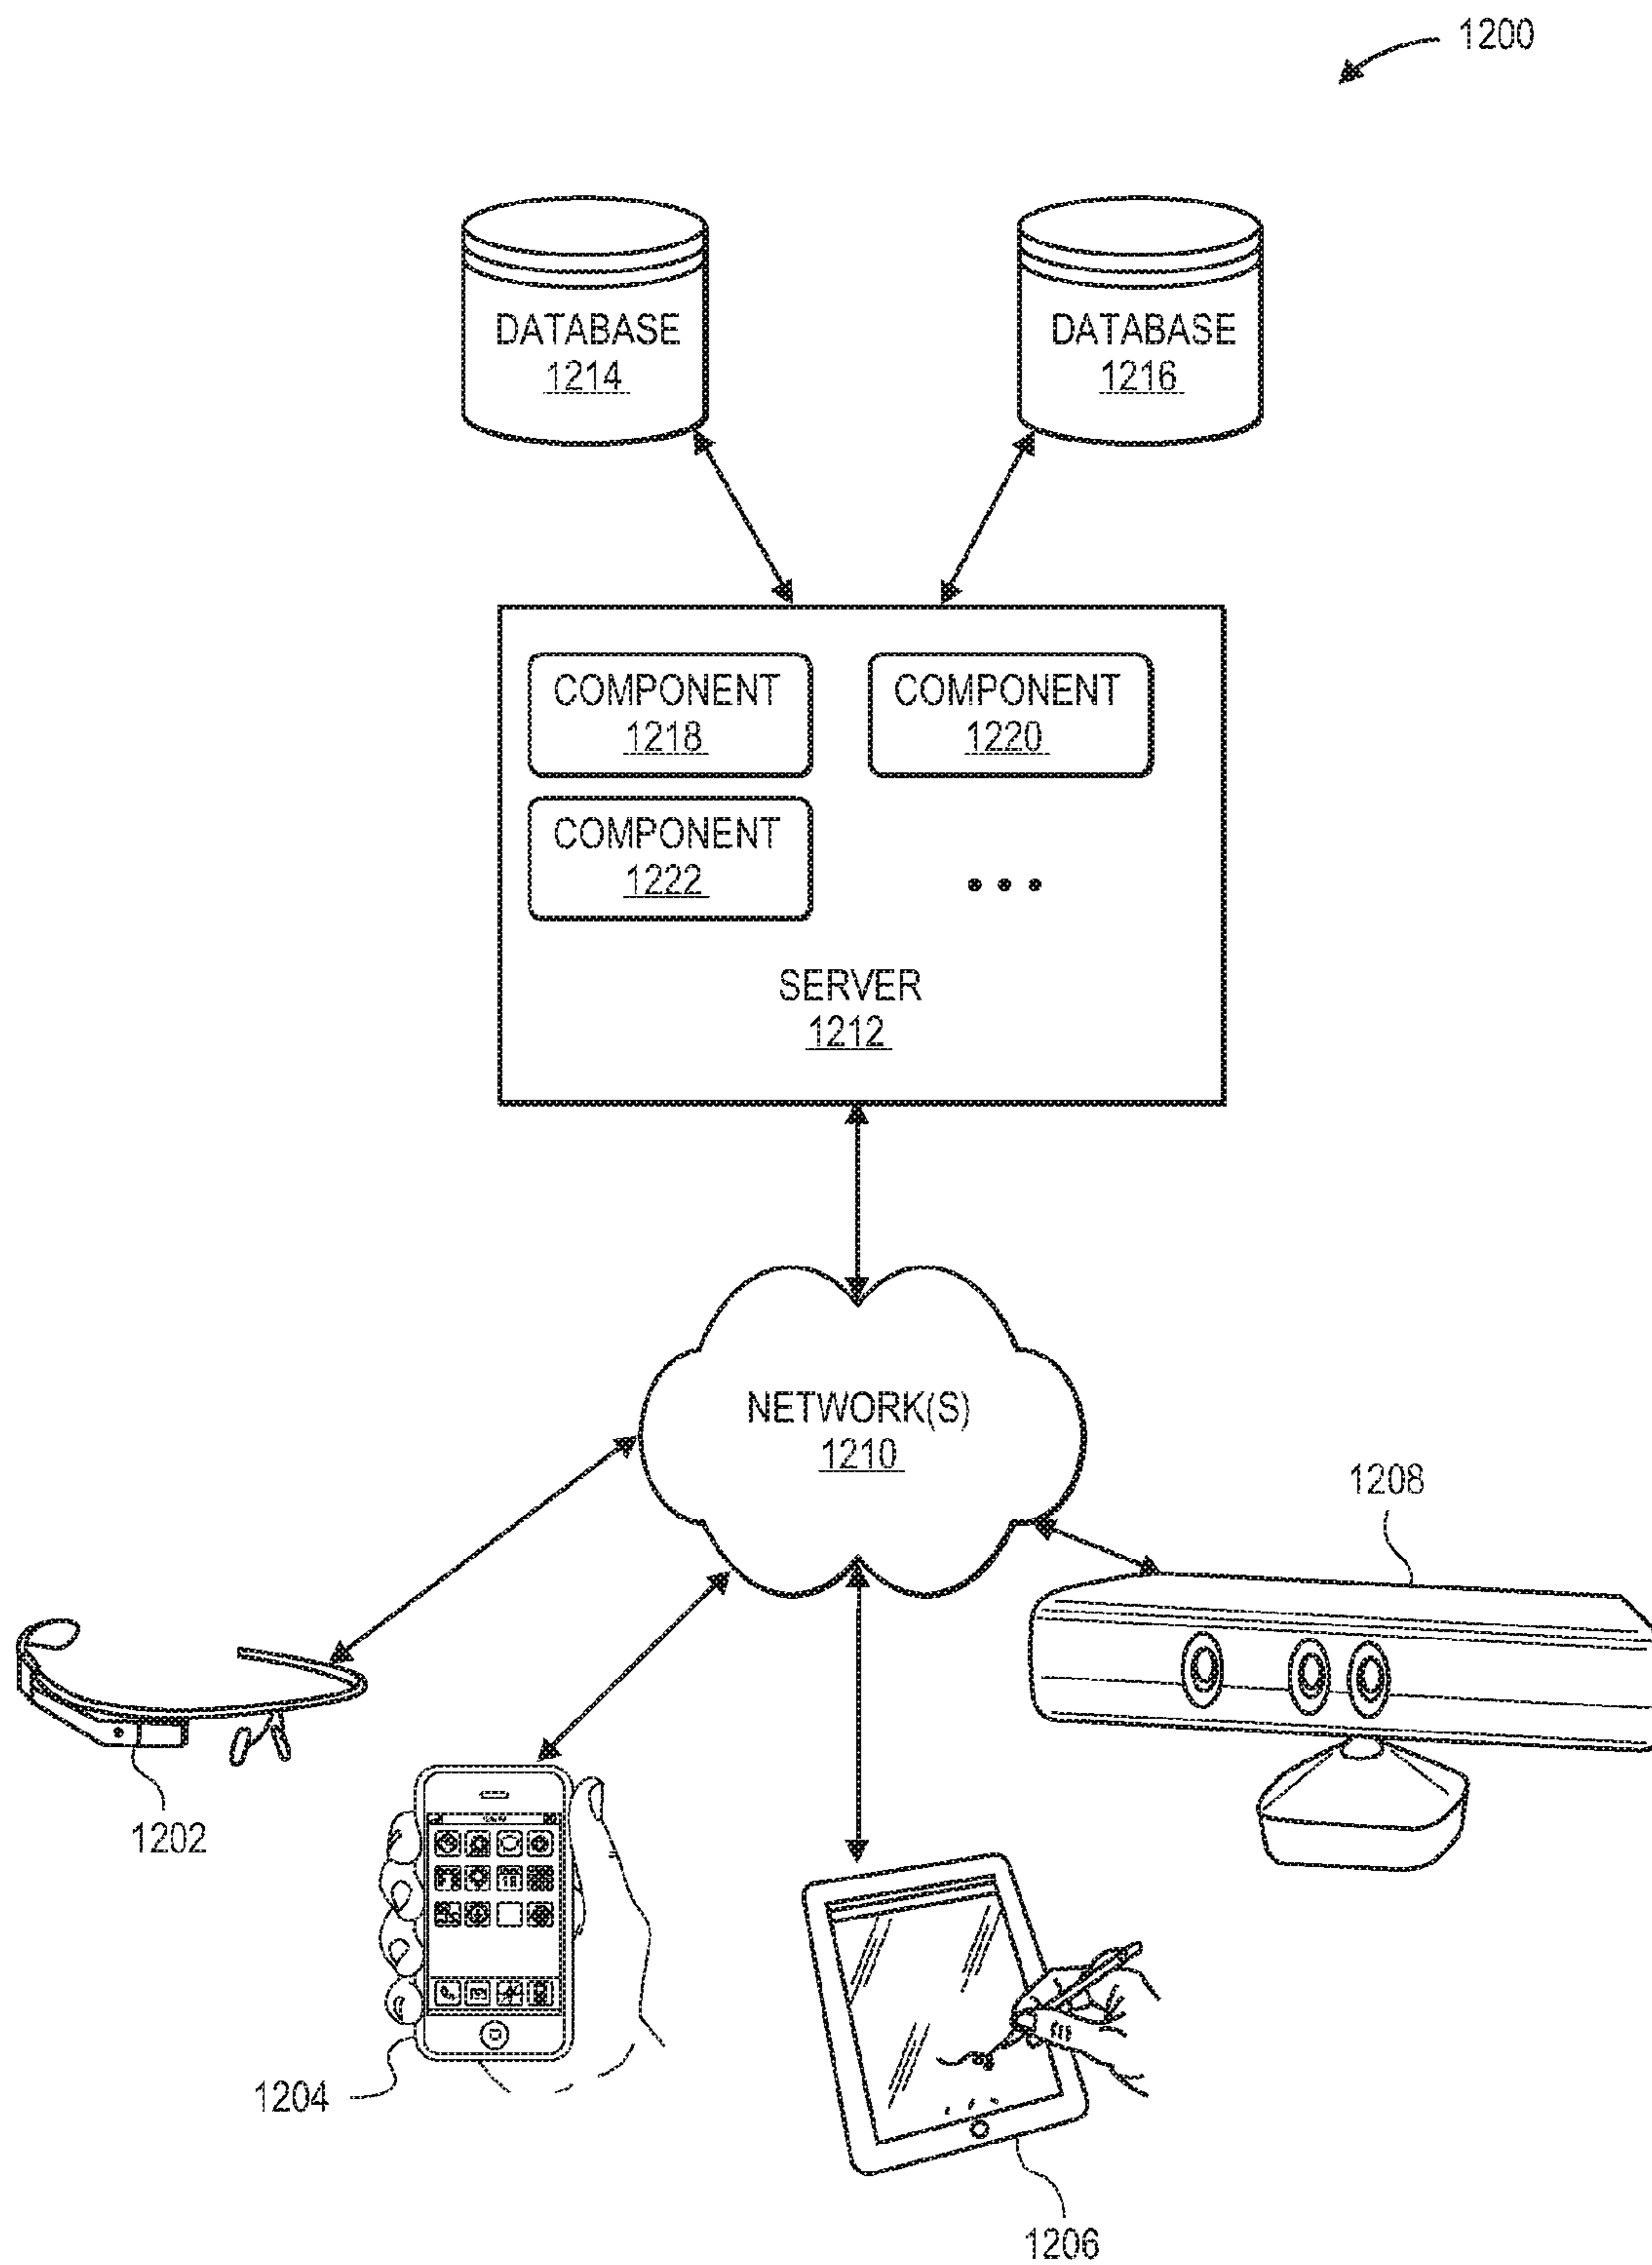 1200
DATABASE
1214
DATABASE
1216
COMPONENT
1218
COMPONENT
1220
COMPONENT
1222
...
SERVER
1212
NETWORK(S)
1210
1208
1202
1204
1206